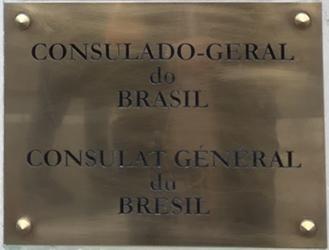 CONSULADO-GERAL
do
BRASIL
CONSULAT GÉNÉRAL
du
BRESIL